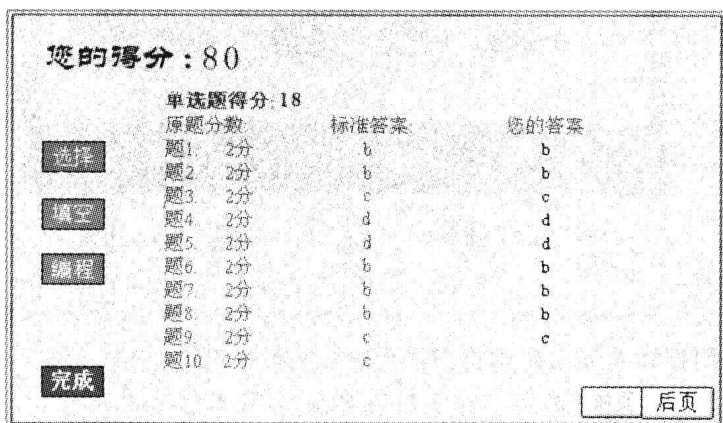 您的得分:80
单选题得分:18
原题分数 标准答案 您的答案
选择
题1. 2分 b b
题2. 2分 b b
题3. 2分 c c
填空
题4. 2分 d d
题5. 2分 d d
编程
题6. 2分 b b
题7. 2分 b b
题8. 2分 b b
题9. 2分 c c
题10. 2分 c
完成
后页